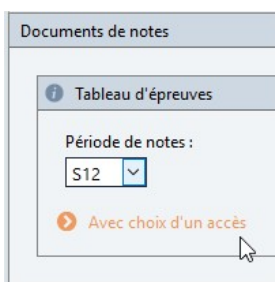 Documents de notes
Tableau d'épreuves
Période de notes :
S12
Avec choix d'un accès